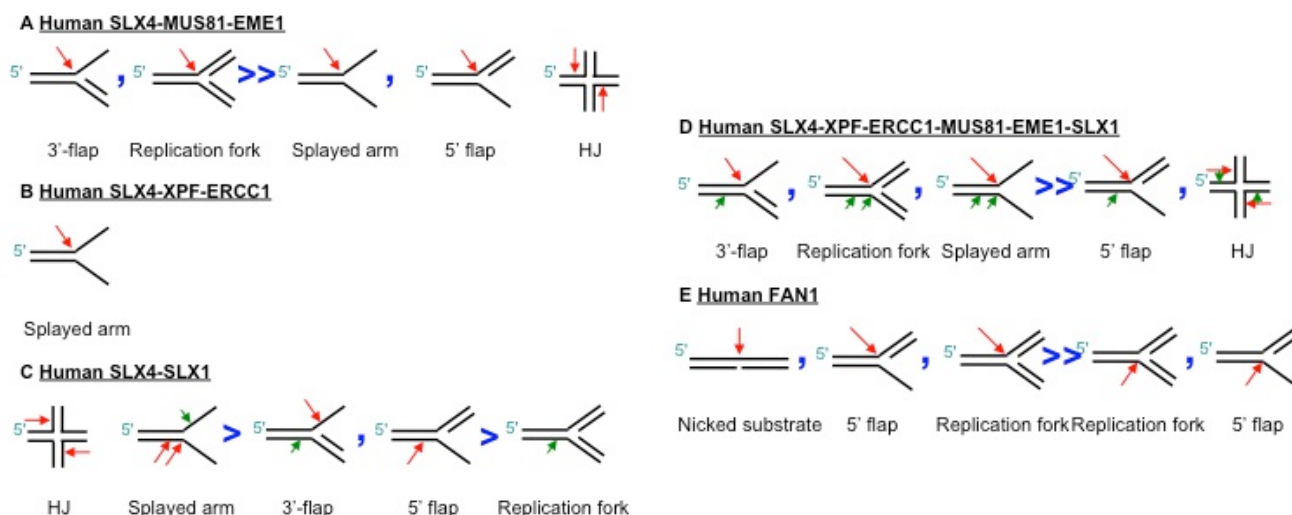 A Human SLX4-MUS81-EME1
5' , 5' >> 5' , 5' 5'
3'-flap Replication fork Splayed arm 5' flap HJ
B Human SLX4-XPF-ERCC1
5'
Splayed arm
C Human SLX4-SLX1
5' 5' > 5' , 5' > 5'
HJ Splayed arm 3'-flap 5' flap Replication fork
D Human SLX4-XPF-ERCC1-MUS81-EME1-SLX1
5' , 5' , 5' >> 5' , 5'
3'-flap Replication fork Splayed arm 5' flap HJ
E Human FAN1
5' , 5' , 5' >> 5' , 5'
Nicked substrate 5' flap Replication fork Replication fork 5' flap